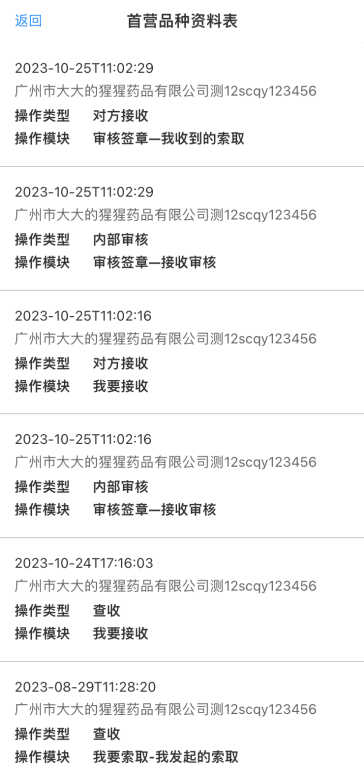 返回 首营品种资料表
2023-10-25T11:02:29
广州市大大的猩猩药品有限公司测12scqy123456
操作类型 对方接收
操作模块 审核签章—我收到的索取
2023-10-25T11:02:29
广州市大大的猩猩药品有限公司测12scqy123456
操作类型 内部审核
操作模块 审核签章—接收审核
2023-10-25T11:02:16
广州市大大的猩猩药品有限公司测12scqy123456
操作类型 对方接收
操作模块 我要接收
2023-10-25T11:02:16
广州市大大的猩猩药品有限公司测12scqy123456
操作类型 内部审核
操作模块 审核签章—接收审核
2023-10-24T17:16:03
广州市大大的猩猩药品有限公司测12scqy123456
操作类型 查收
操作模块 我要接收
2023-08-29T11:28:20
广州市大大的猩猩药品有限公司测12scqy123456
操作类型 查收
操作模块 我要索取-我发起的索取